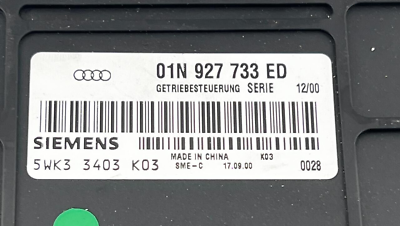 01N 927 733 ED
GETRIEBESTEUERUNG SERIE 12/00
SIEMENS
MADE IN CHINA K03
5WK3 3403 K03 SME-C 17.09.00 0028